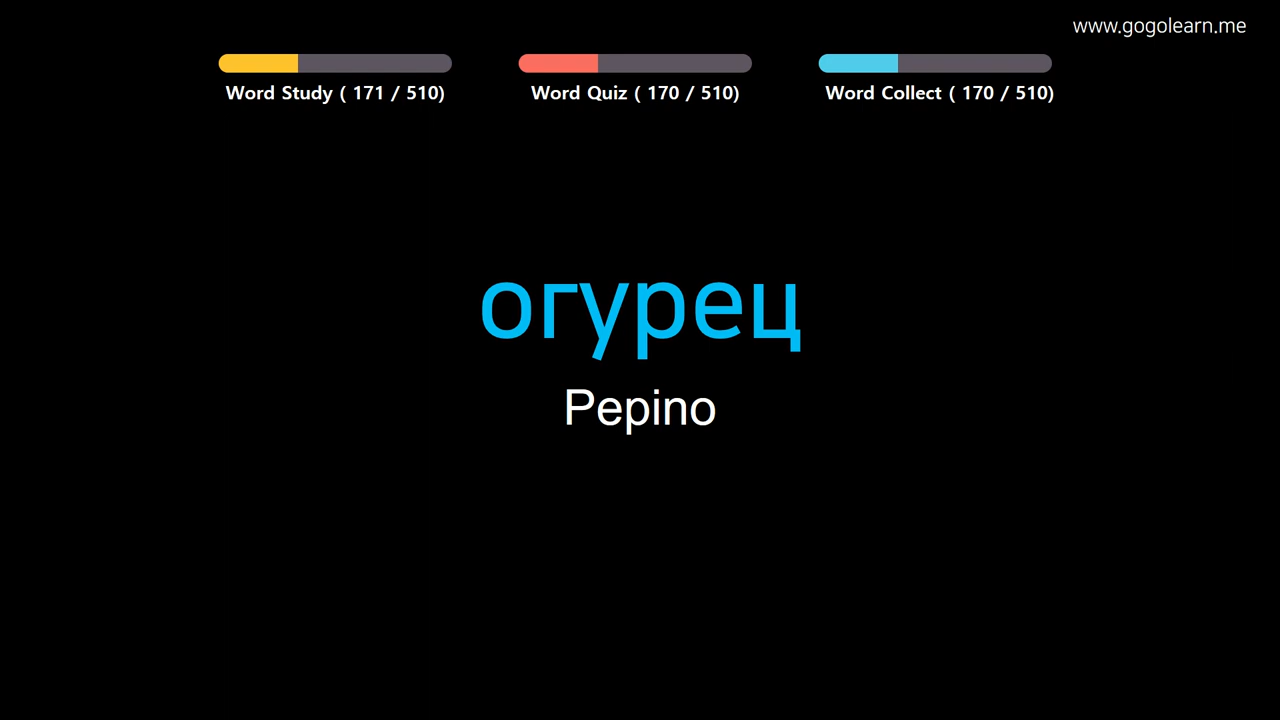 www.gogolearn.me
Word Study ( 171 / 510)
Word Quiz ( 170 / 510)
Word Collect ( 170 / 510)
огурец
Pepino